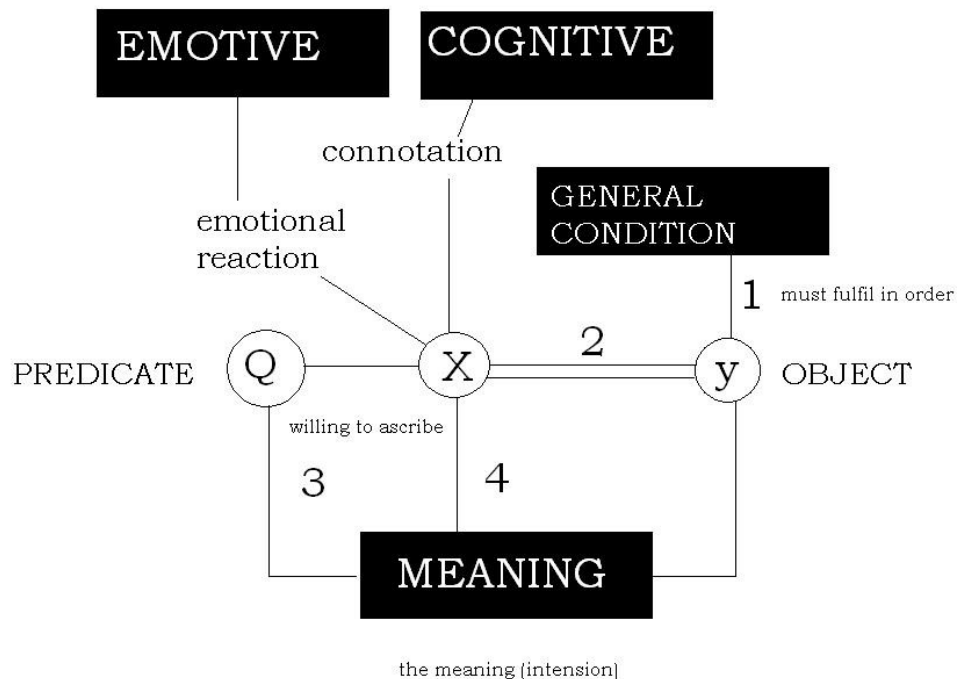 EMOTIVE
COGNITIVE
connotation
GENERAL
CONDITION
emotional
reaction
1 must fulfil in order
2
PREDICATE Q X y OBJECT
willing to ascribe
3 4
MEANING
the meaning (intension)